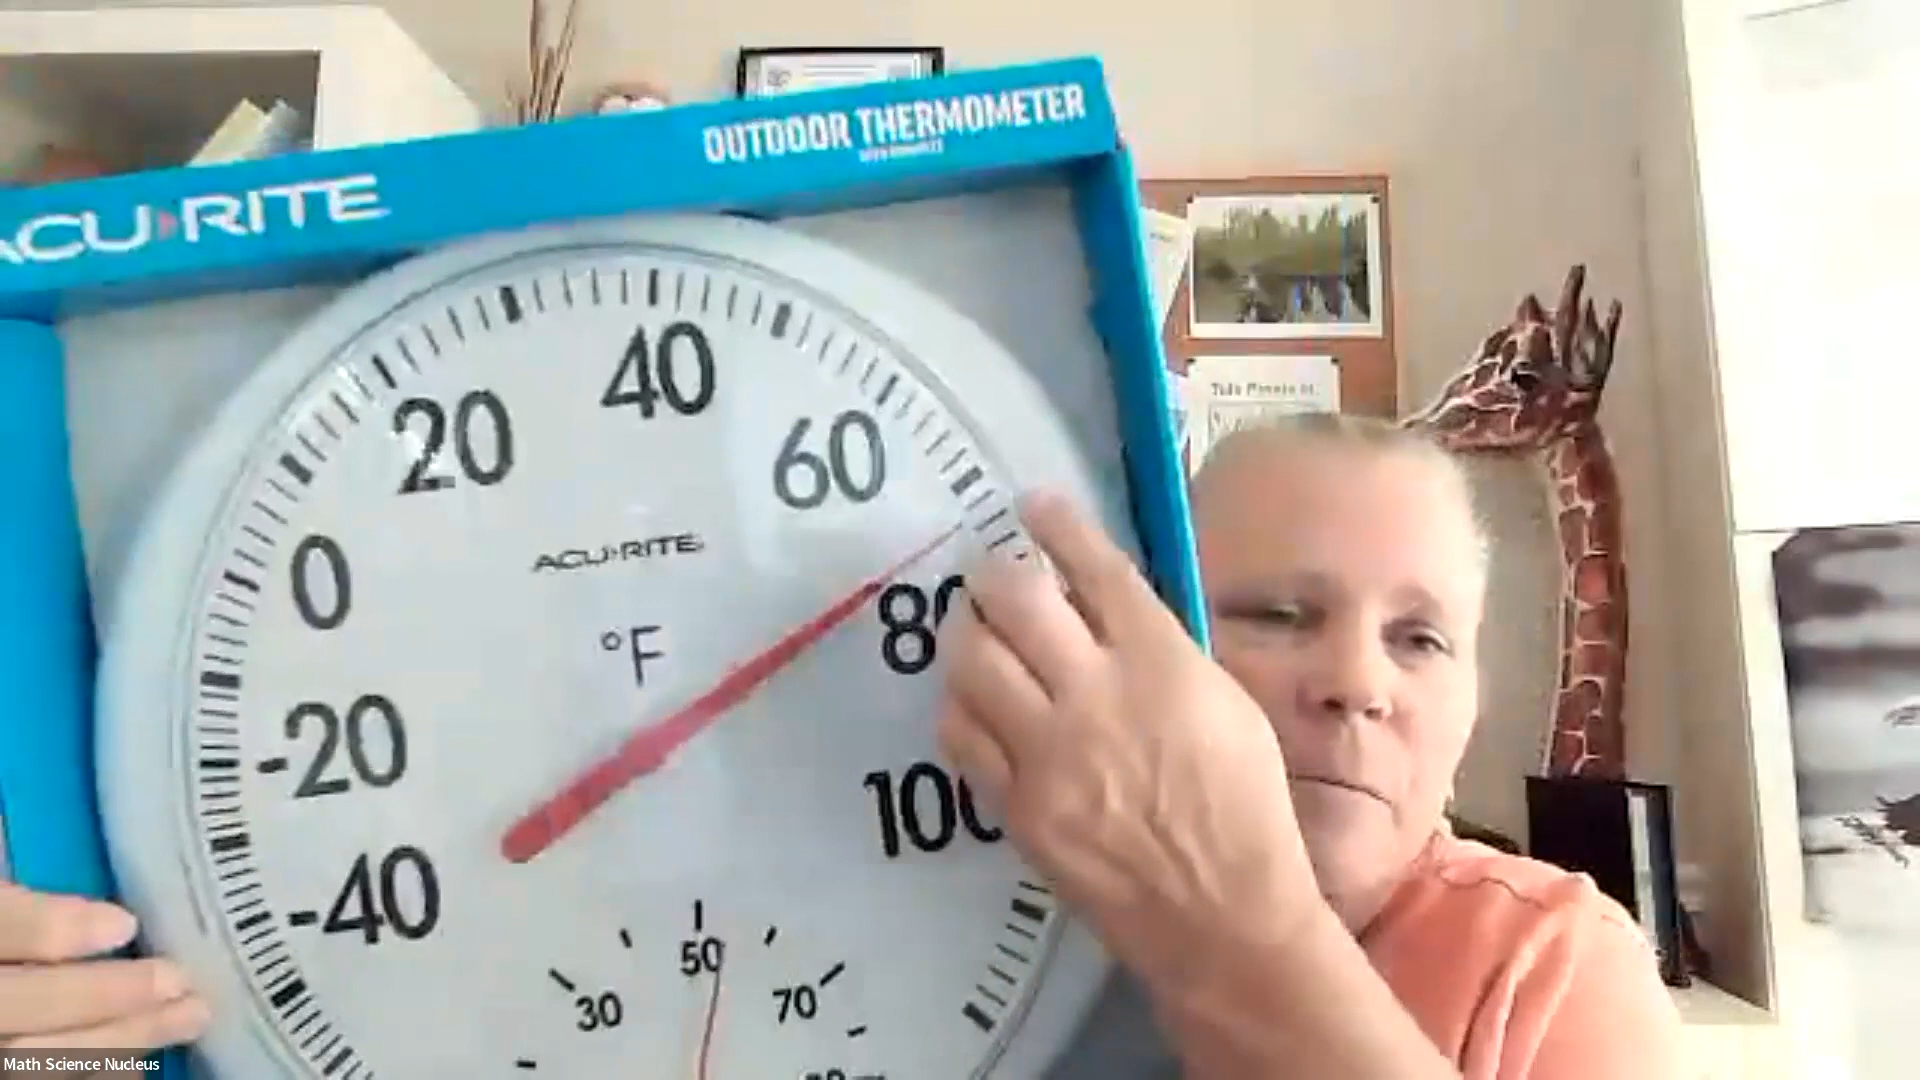 ACU RITE
OUTDOOR THERMOMETER
40
20
60
0
ACU RITE
80
°F
-20
100
-40
50
30
70
Math Science Nucleus